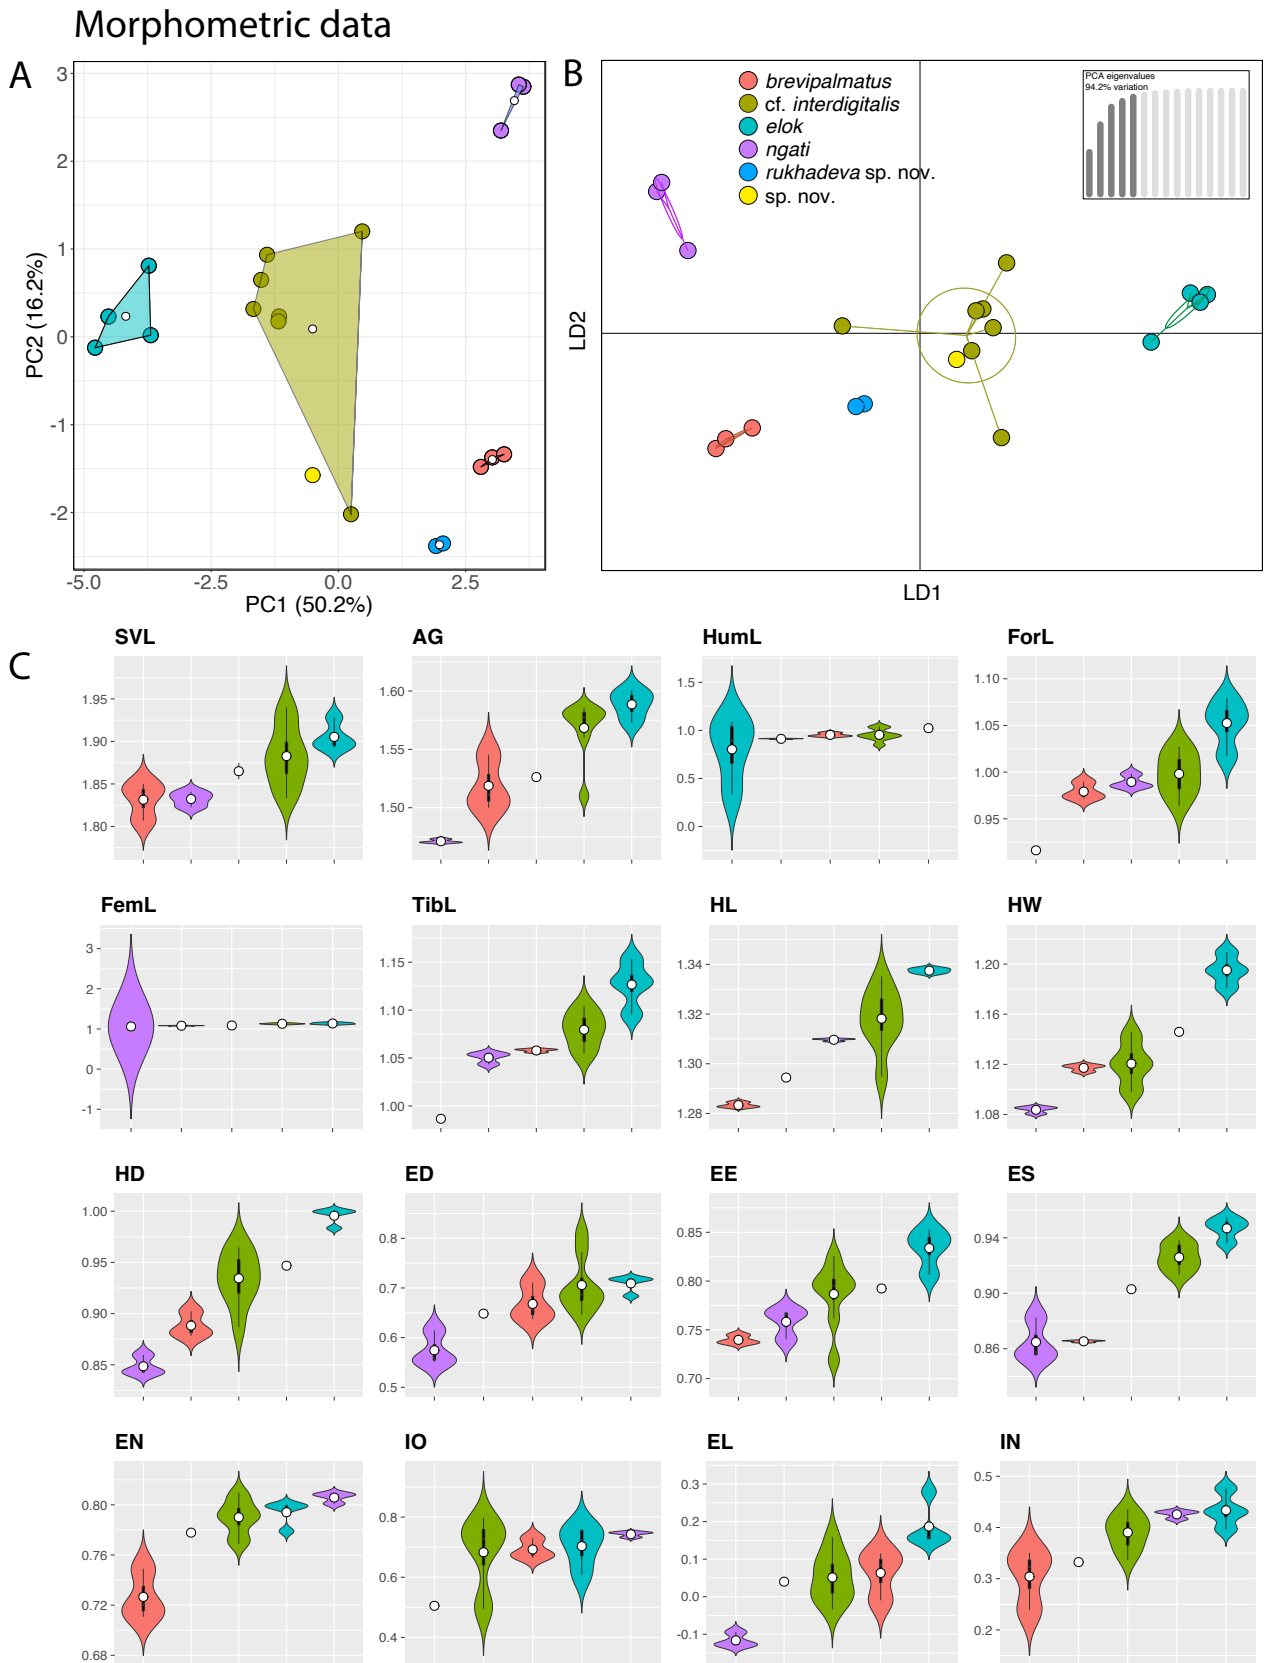 Morphometric data
A
3
2
1
0
-1
-2
-5.0 -2.5 0.0 2.5
PC1 (50.2%)
PC2 (16.2%)
B
brevipalmatus
cf. interdigitalis
elok
ngati
rukhadeva sp. nov.
sp. nov.
PCA eigenvalues
94.2% variation
LD2
LD1
C
SVL
1.95
1.90
1.85
1.80
AG
1.60
1.55
1.50
HumL
1.5
1.0
0.5
0.0
ForL
1.10
1.05
1.00
0.95
FemL
3
2
1
0
-1
TibL
1.15
1.10
1.05
1.00
HL
1.34
1.32
1.30
1.28
HW
1.20
1.16
1.12
1.08
HD
1.00
0.95
0.90
0.85
ED
0.8
0.7
0.6
0.5
EE
0.85
0.80
0.75
0.70
ES
0.94
0.90
0.86
EN
0.80
0.76
0.72
0.68
IO
0.8
0.6
0.4
EL
0.3
0.2
0.1
0.0
-0.1
IN
0.5
0.4
0.3
0.2